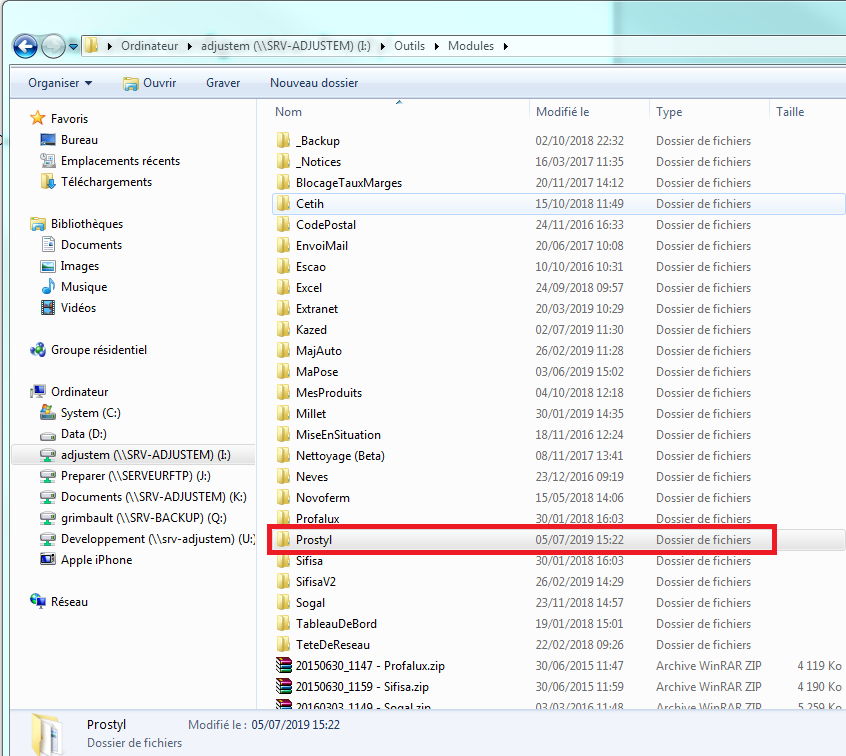 Ordinateur ▸ adjustem (\\SRV-ADJUSTEM) (I:) ▸ Outils ▸ Modules ▸
Organiser Ouvrir Graver Nouveau dossier
Favoris
Bureau
Emplacements récents
Téléchargements
Bibliothèques
Documents
Images
Musique
Vidéos
Groupe résidentiel
Ordinateur
System (C:)
Data (D:)
adjustem (\\SRV-ADJUSTEM) (I:)
Preparer (\\SERVEURFTP) (J:)
Documents (\\SRV-ADJUSTEM) (K:)
grimbault (\\SRV-BACKUP) (Q:)
Developpement (\\srv-adjustem) (U:)
Apple iPhone
Réseau
Nom Modifié le Type Taille
_Backup 02/10/2018 22:32 Dossier de fichiers
_Notices 16/03/2017 11:35 Dossier de fichiers
BlocageTauxMarges 20/11/2017 14:12 Dossier de fichiers
Cetih 15/10/2018 11:49 Dossier de fichiers
CodePostal 24/11/2016 16:33 Dossier de fichiers
EnvoiMail 20/06/2017 10:08 Dossier de fichiers
Escao 10/10/2016 10:31 Dossier de fichiers
Excel 24/09/2018 09:57 Dossier de fichiers
Extranet 20/03/2019 10:29 Dossier de fichiers
Kazed 02/07/2019 11:30 Dossier de fichiers
MajAuto 26/02/2019 11:28 Dossier de fichiers
MaPose 03/06/2019 15:02 Dossier de fichiers
MesProduits 04/10/2018 12:18 Dossier de fichiers
Millet 30/01/2019 14:35 Dossier de fichiers
MiseEnSituation 18/11/2016 12:24 Dossier de fichiers
Nettoyage (Beta) 08/11/2017 13:41 Dossier de fichiers
Neves 23/12/2016 09:19 Dossier de fichiers
Novoferm 15/05/2018 14:06 Dossier de fichiers
Profalux 30/01/2018 16:03 Dossier de fichiers
Prostyl 05/07/2019 15:22 Dossier de fichiers
Sifisa 30/01/2018 16:03 Dossier de fichiers
SifisaV2 26/02/2019 14:29 Dossier de fichiers
Sogal 23/11/2018 14:57 Dossier de fichiers
TableauDeBord 19/01/2018 15:01 Dossier de fichiers
TeteDeReseau 22/02/2018 09:26 Dossier de fichiers
20150630_1147 - Profalux.zip 30/06/2015 11:47 Archive WinRAR ZIP 4 119 Ko
20150630_1159 - Sifisa.zip 30/06/2015 11:59 Archive WinRAR ZIP 4 190 Ko
20160303_1149 - Sogal.zip 03/03/2016 11:48 Archive WinRAR ZIP 5 259 Ko
Prostyl Modifié le : 05/07/2019 15:22
Dossier de fichiers